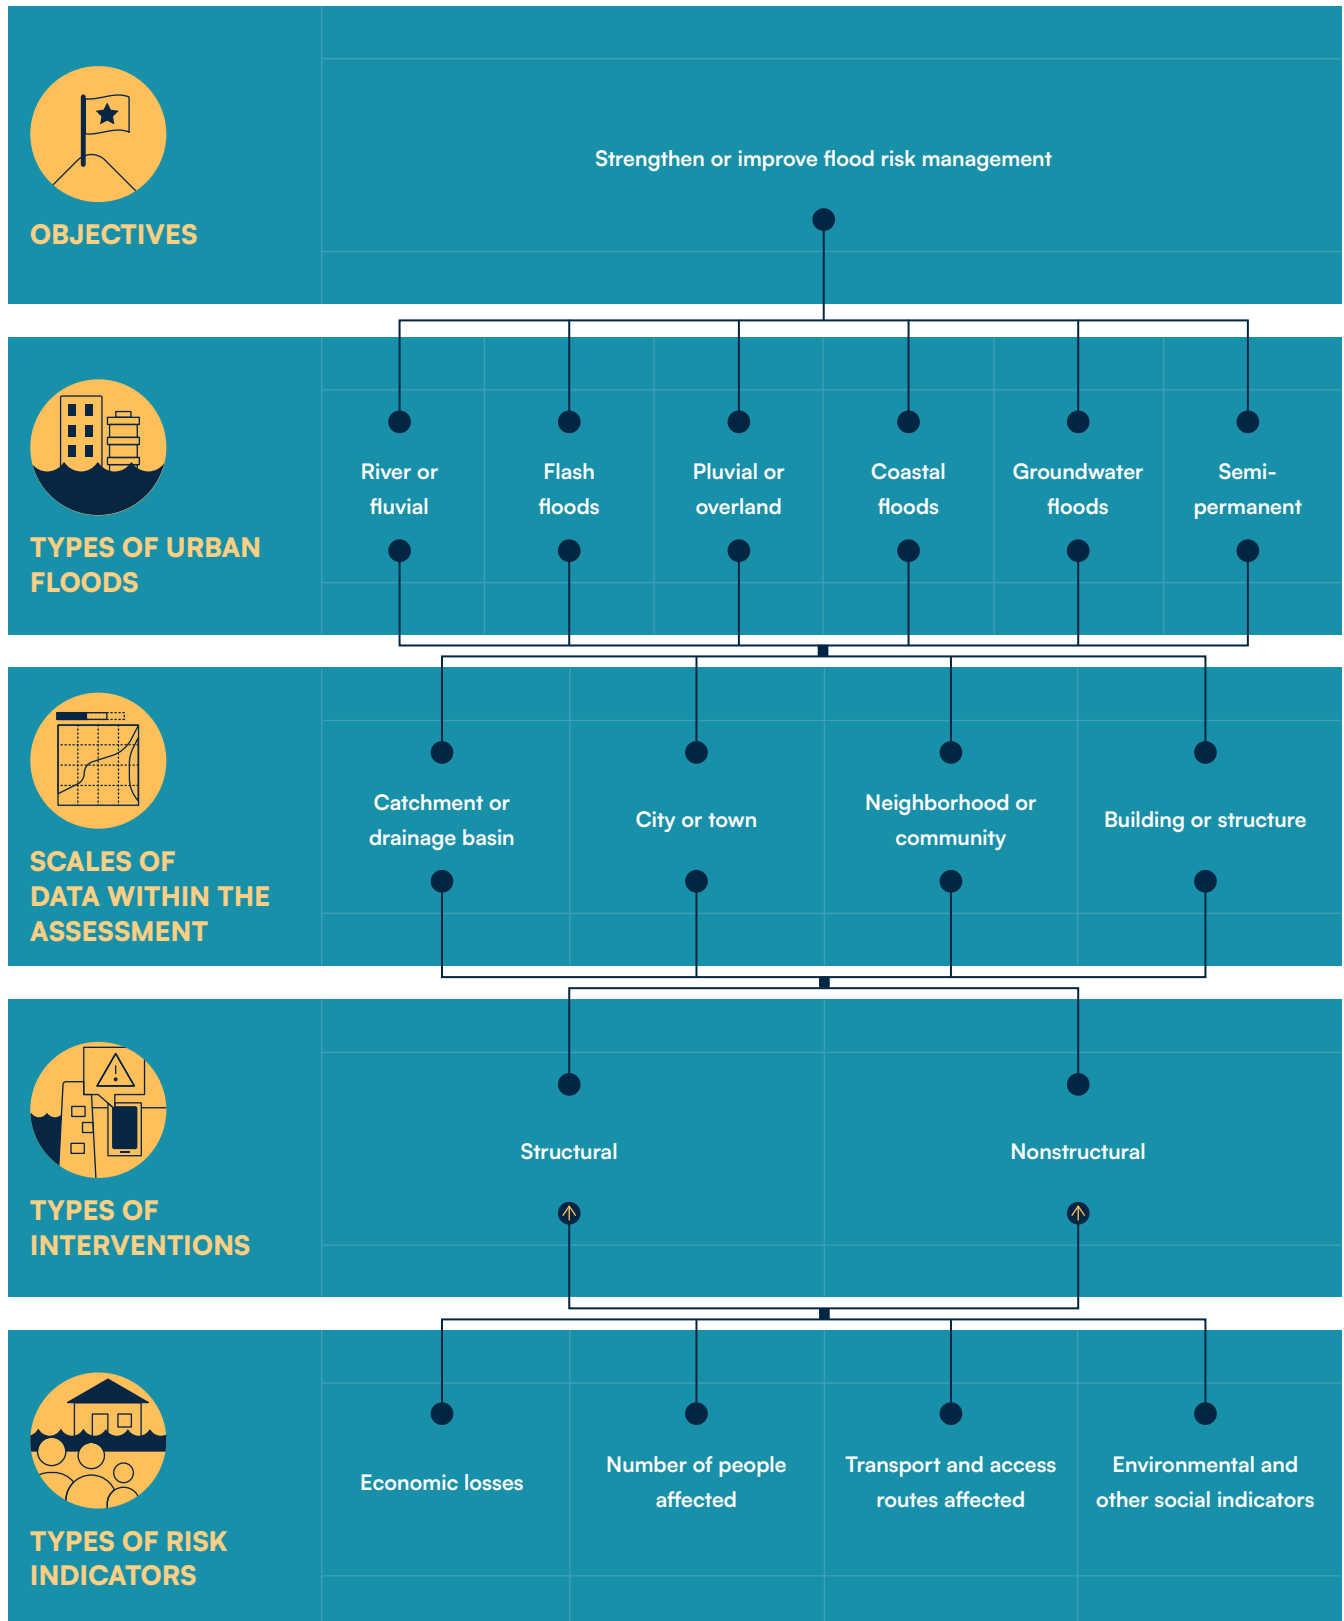 OBJECTIVES
Strengthen or improve flood risk management
TYPES OF URBAN
FLOODS
River or
fluvial
Flash
floods
Pluvial or
overland
Coastal
floods
Groundwater
floods
Semi-
permanent
SCALES OF
DATA WITHIN THE
ASSESSMENT
Catchment or
drainage basin
City or town
Neighborhood or
community
Building or structure
TYPES OF
INTERVENTIONS
Structural
Nonstructural
TYPES OF RISK
INDICATORS
Economic losses
Number of people
affected
Transport and access
routes affected
Environmental and
other social indicators